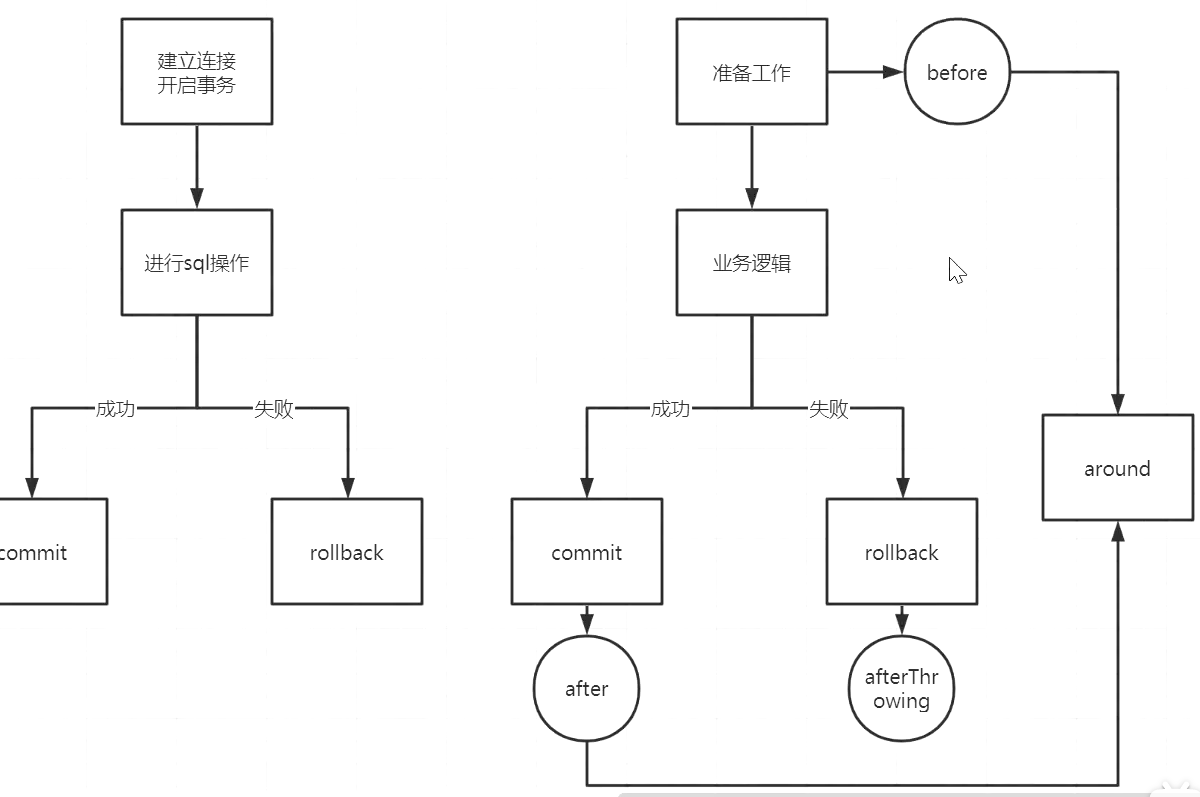 建立连接
开启事务
进行sql操作
成功
失败
commit
rollback
准备工作
before
业务逻辑
成功
失败
commit
rollback
after
afterThr
owing
around